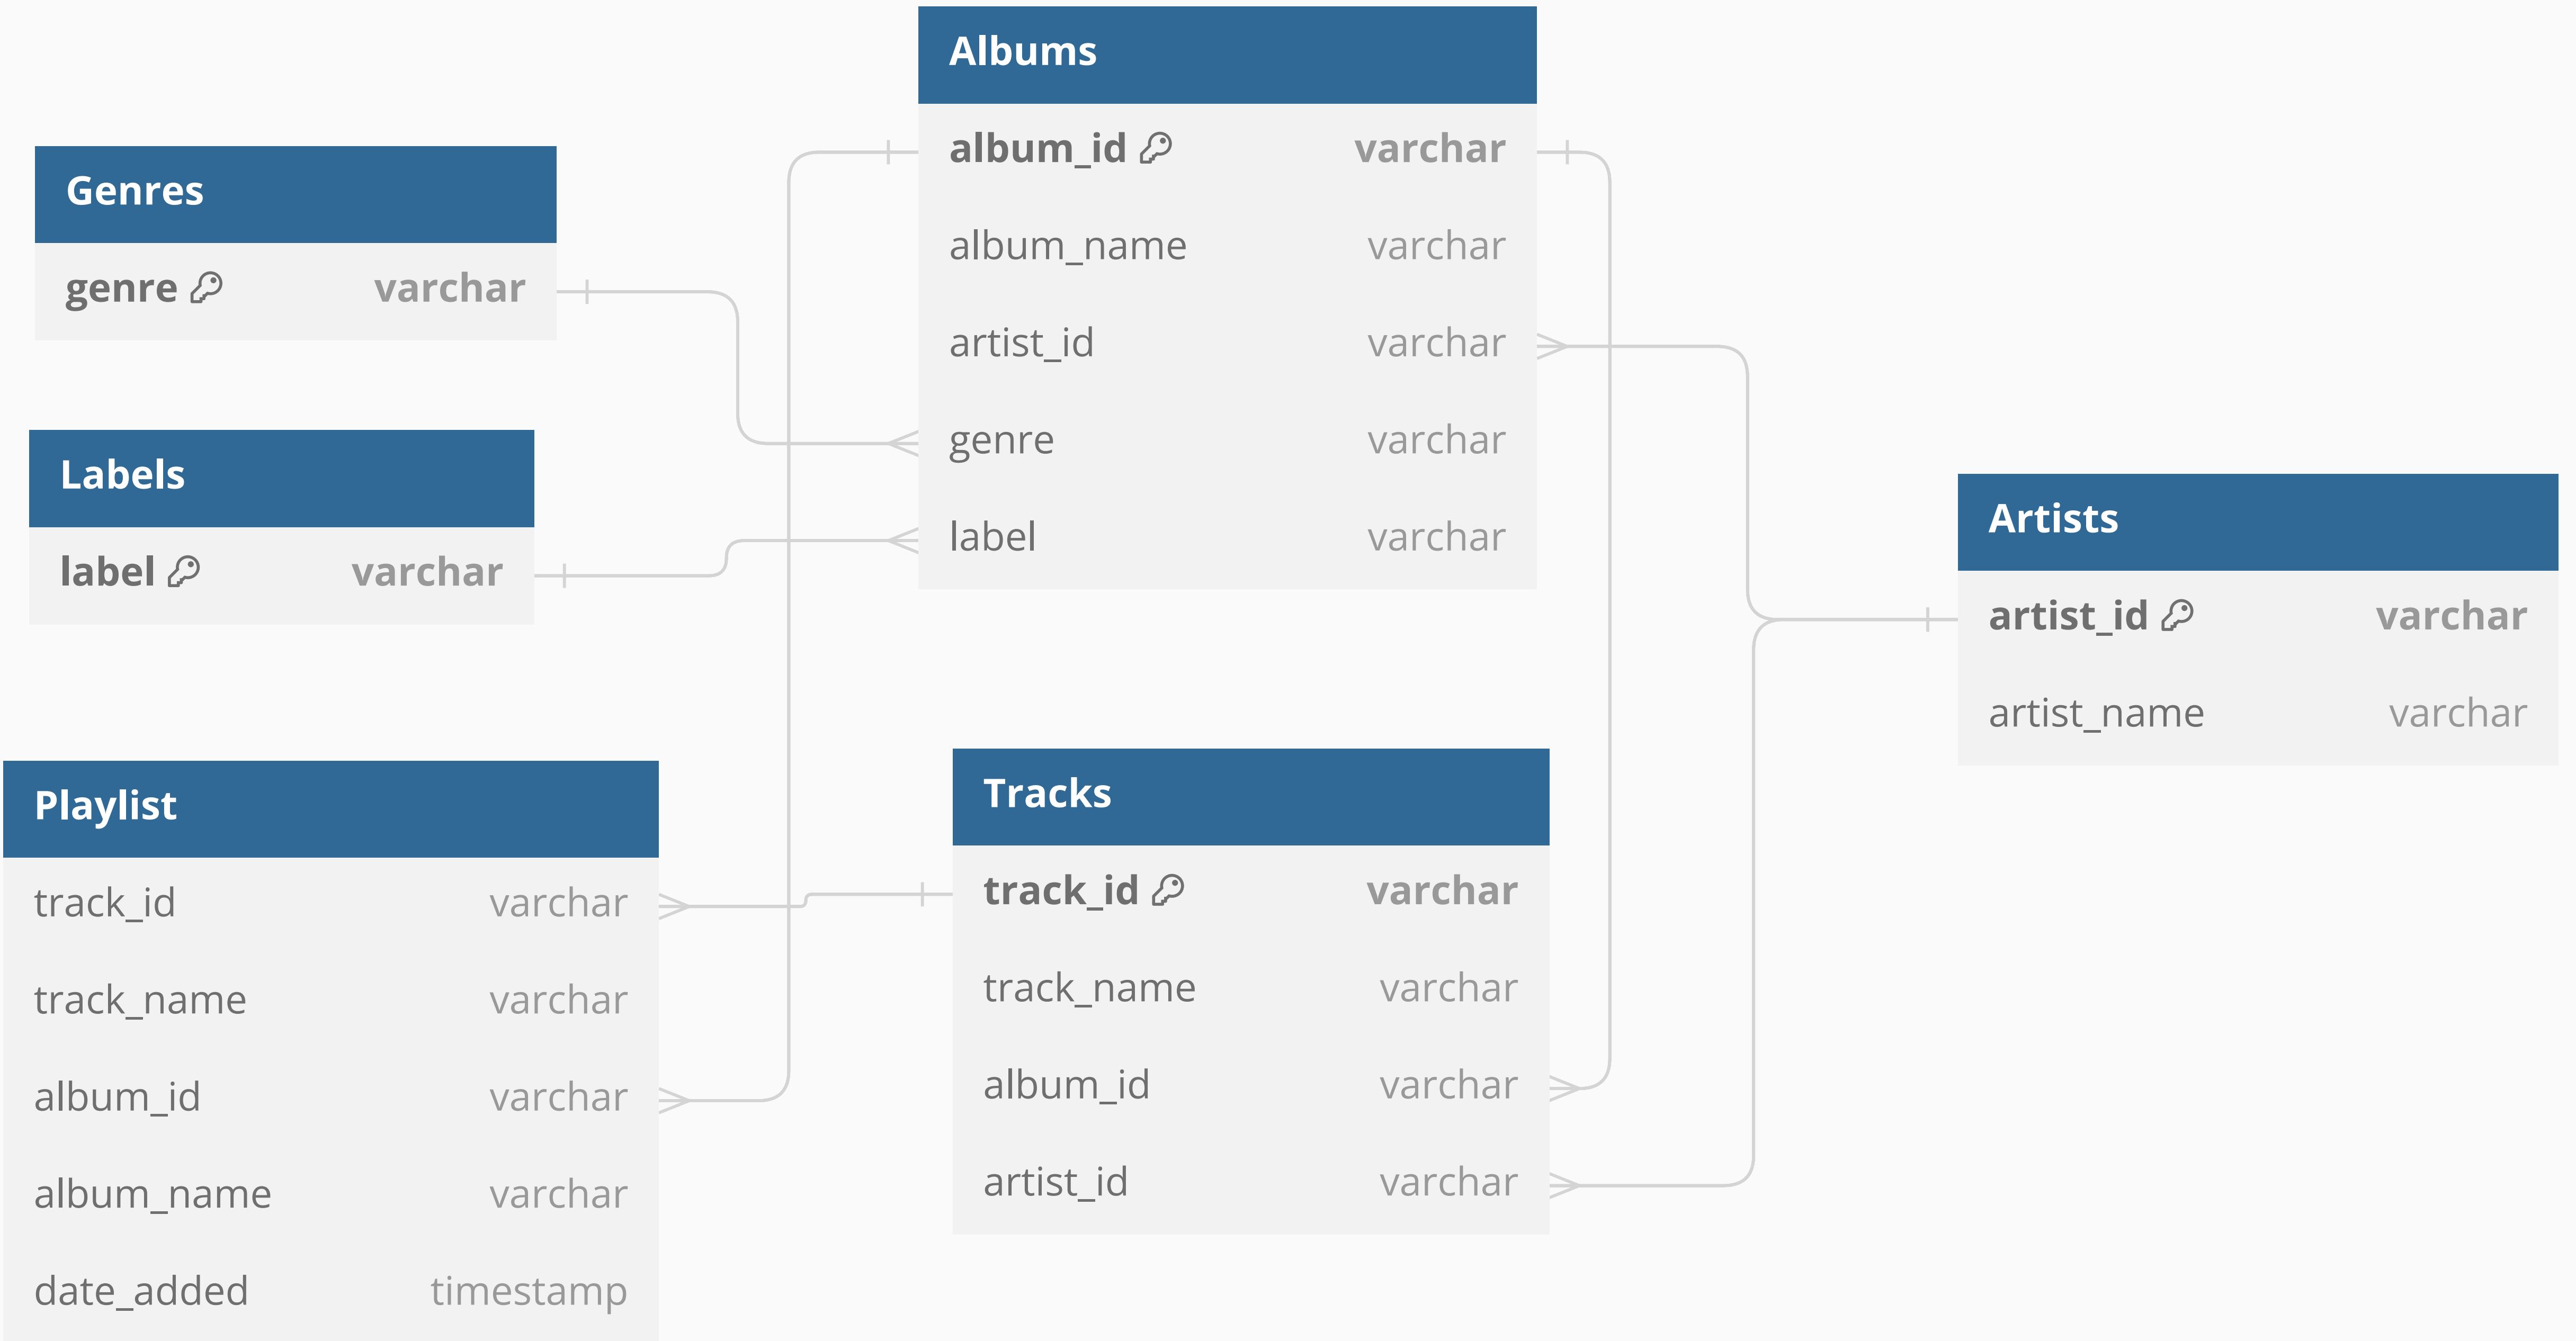 Albums
album_id varchar
album_name varchar
artist_id varchar
genre varchar
label varchar
Genres
genre varchar
Labels
label varchar
Artists
artist_id varchar
artist_name varchar
Playlist
track_id varchar
track_name varchar
album_id varchar
album_name varchar
date_added timestamp
Tracks
track_id varchar
track_name varchar
album_id varchar
artist_id varchar